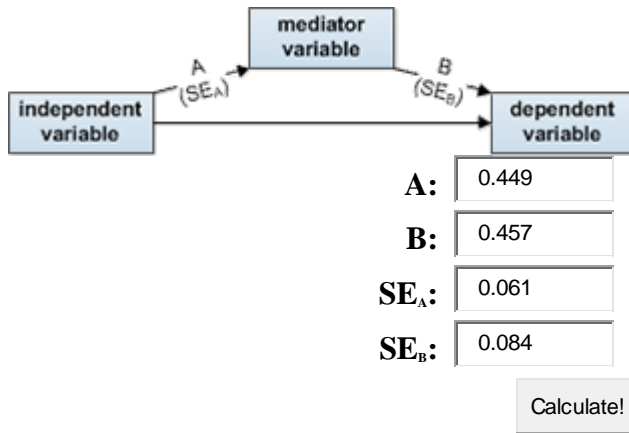 mediator
variable
A
(SEA)
B
(SEB)
independent
variable
dependent
variable
A: 0.449
B: 0.457
SEA: 0.061
SEB: 0.084
Calculate!